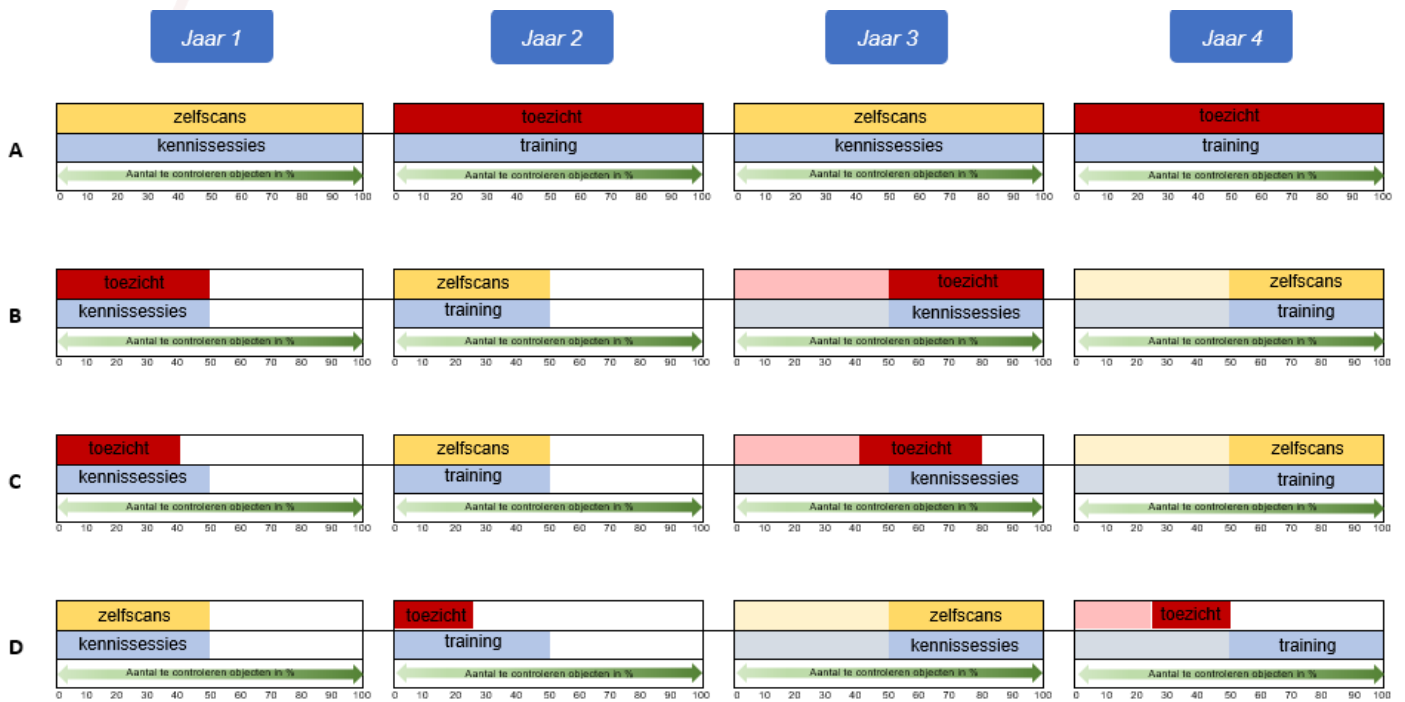 Jaar 1 Jaar 2 Jaar 3 Jaar 4
zelfscans toezicht zelfscans toezicht
A kennissessies training kennissessies training
Aantal te controleren objecten in % Aantal te controleren objecten in % Aantal te controleren objecten in % Aantal te controleren objecten in %
0 10 20 30 40 50 60 70 80 90 100 0 10 20 30 40 50 60 70 80 90 100 0 10 20 30 40 50 60 70 80 90 100 0 10 20 30 40 50 60 70 80 90 100
toezicht zelfscans toezicht zelfscans
B kennissessies training kennissessies training
Aantal te controleren objecten in % Aantal te controleren objecten in % Aantal te controleren objecten in % Aantal te controleren objecten in %
0 10 20 30 40 50 60 70 80 90 100 0 10 20 30 40 50 60 70 80 90 100 0 10 20 30 40 50 60 70 80 90 100 0 10 20 30 40 50 60 70 80 90 100
toezicht zelfscans toezicht zelfscans
C kennissessies training kennissessies training
Aantal te controleren objecten in % Aantal te controleren objecten in % Aantal te controleren objecten in % Aantal te controleren objecten in %
0 10 20 30 40 50 60 70 80 90 100 0 10 20 30 40 50 60 70 80 90 100 0 10 20 30 40 50 60 70 80 90 100 0 10 20 30 40 50 60 70 80 90 100
zelfscans toezicht zelfscans toezicht
D kennissessies training kennissessies training
Aantal te controleren objecten in % Aantal te controleren objecten in % Aantal te controleren objecten in % Aantal te controleren objecten in %
0 10 20 30 40 50 60 70 80 90 100 0 10 20 30 40 50 60 70 80 90 100 0 10 20 30 40 50 60 70 80 90 100 0 10 20 30 40 50 60 70 80 90 100